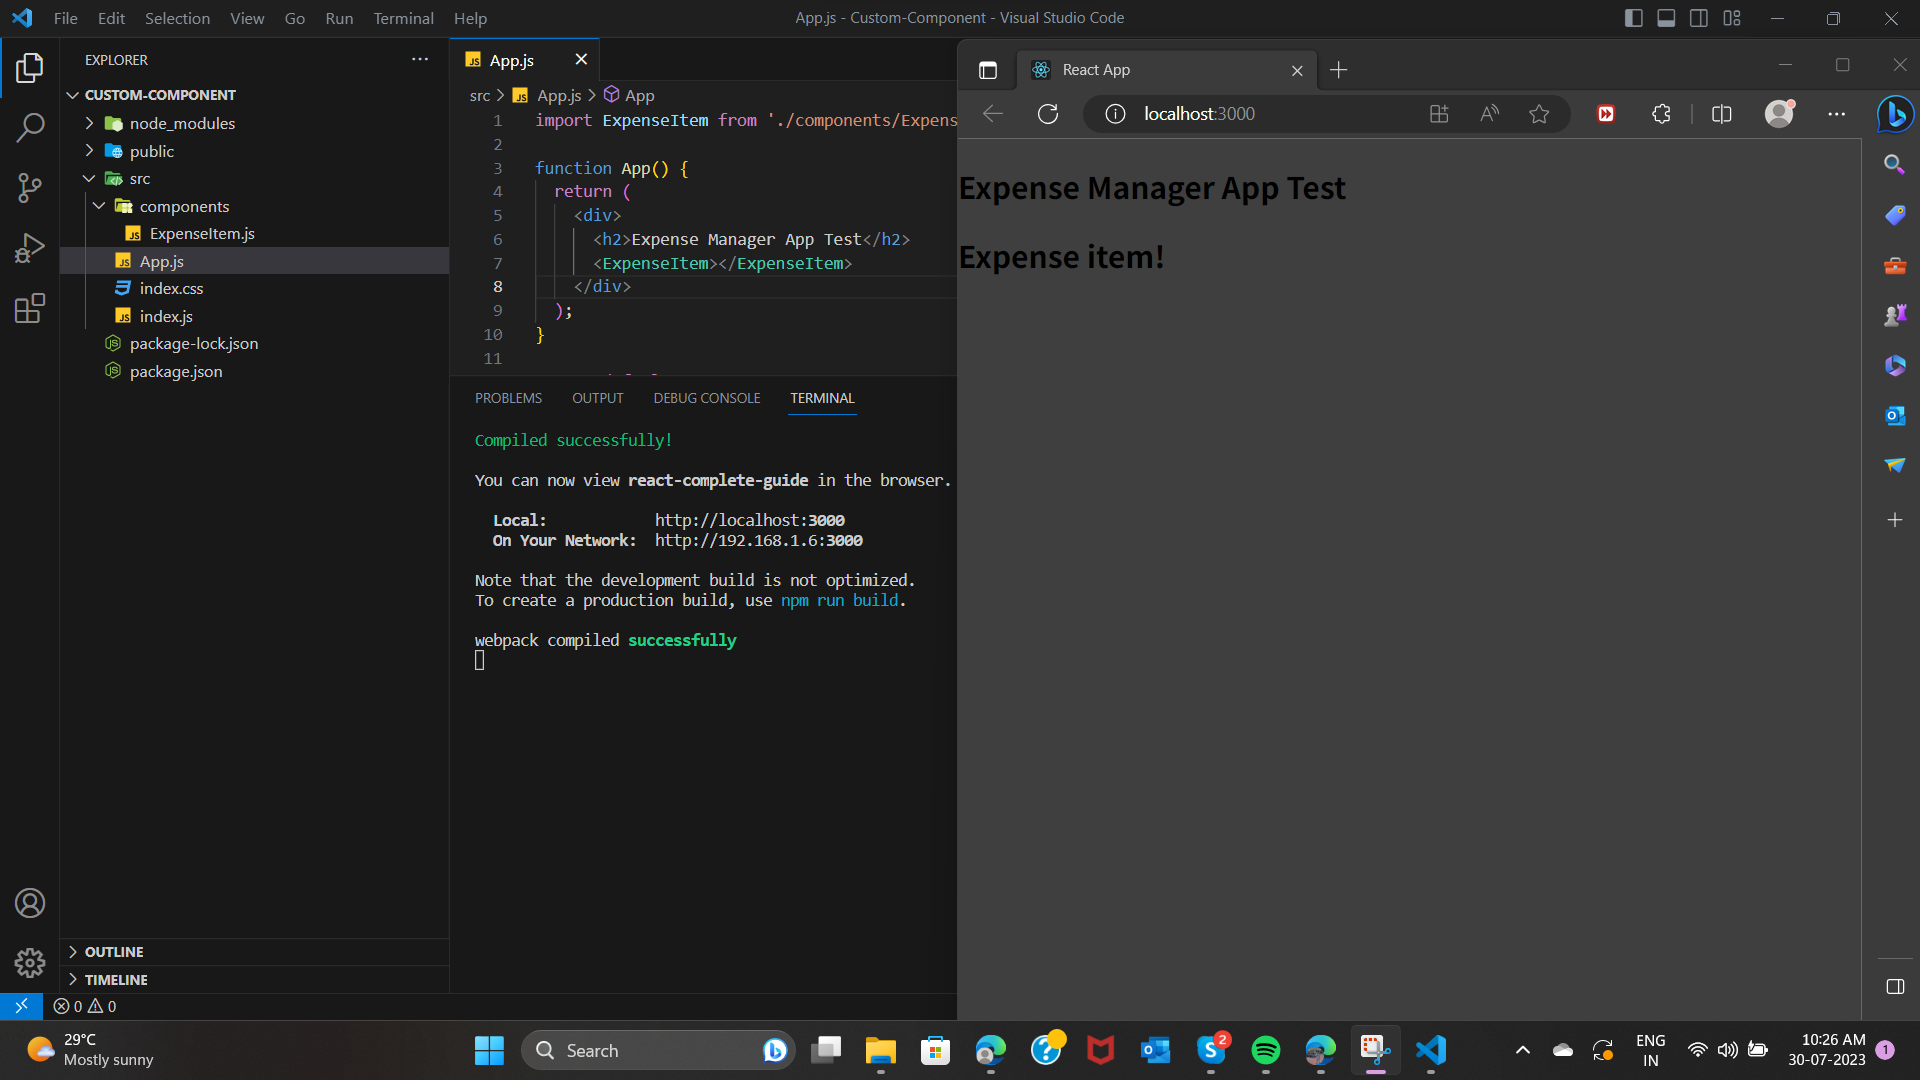 File Edit Selection View Go Run Terminal Help
App.js - Custom-Component - Visual Studio Code
EXPLORER
CUSTOM-COMPONENT
node_modules
public
src
components
ExpenseItem.js
App.js
index.css
index.js
package-lock.json
package.json
OUTLINE
TIMELINE
0 0
App.js
src App.js App
1 import ExpenseItem from './components/Expens
2
3 function App() {
4 return (
5 <div>
6 <h2>Expense Manager App Test</h2>
7 <ExpenseItem></ExpenseItem>
8 </div>
9 );
10 }
11
PROBLEMS OUTPUT DEBUG CONSOLE TERMINAL
Compiled successfully!
You can now view react-complete-guide in the browser.
Local: http://localhost:3000
On Your Network: http://192.168.1.6:3000
Note that the development build is not optimized.
To create a production build, use npm run build.
webpack compiled successfully
React App
localhost:3000
Expense Manager App Test
Expense item!
29°C
Mostly sunny
Search
2
ENG
IN
10:26 AM
30-07-2023
1